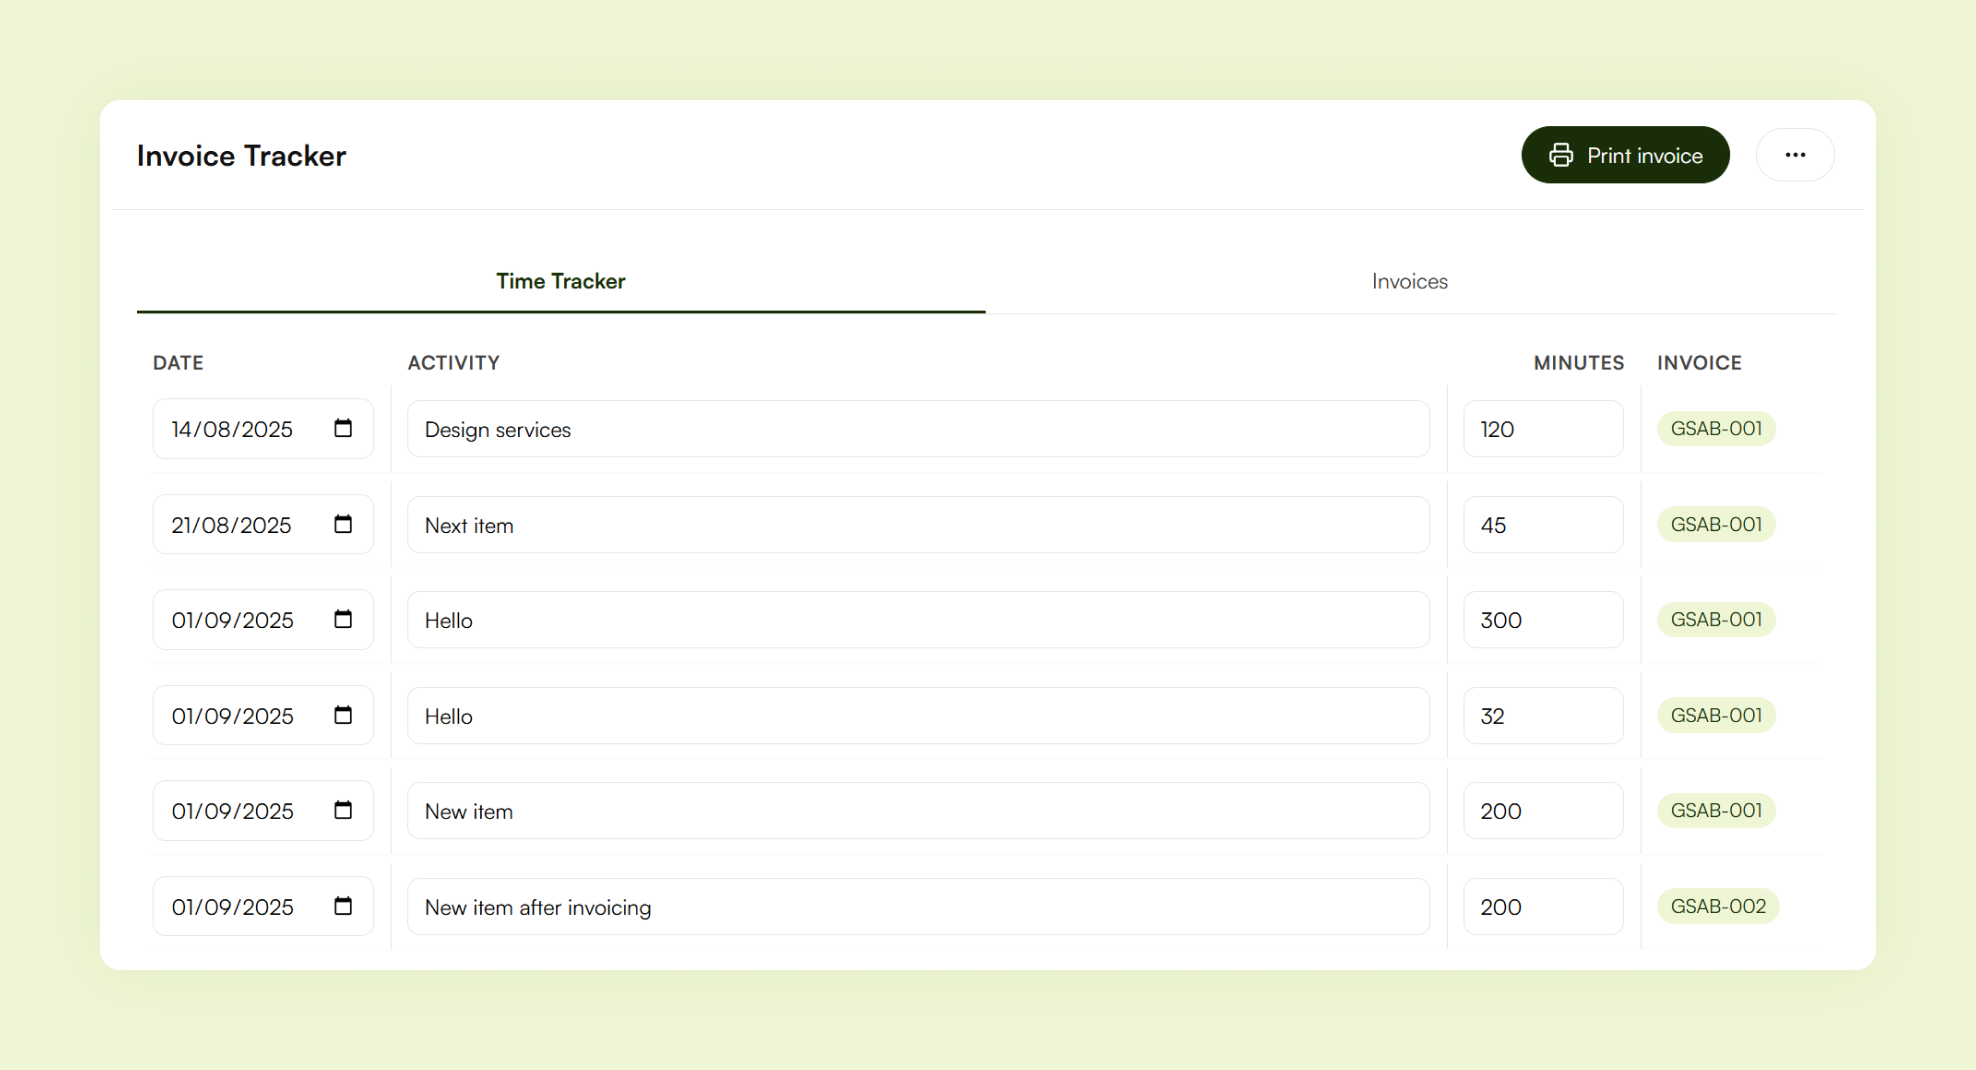 Invoice Tracker
Print invoice
Time Tracker
Invoices
DATE ACTIVITY MINUTES INVOICE
14/08/2025 Design services 120 GSAB-001
21/08/2025 Next item 45 GSAB-001
01/09/2025 Hello 300 GSAB-001
01/09/2025 Hello 32 GSAB-001
01/09/2025 New item 200 GSAB-001
01/09/2025 New item after invoicing 200 GSAB-002